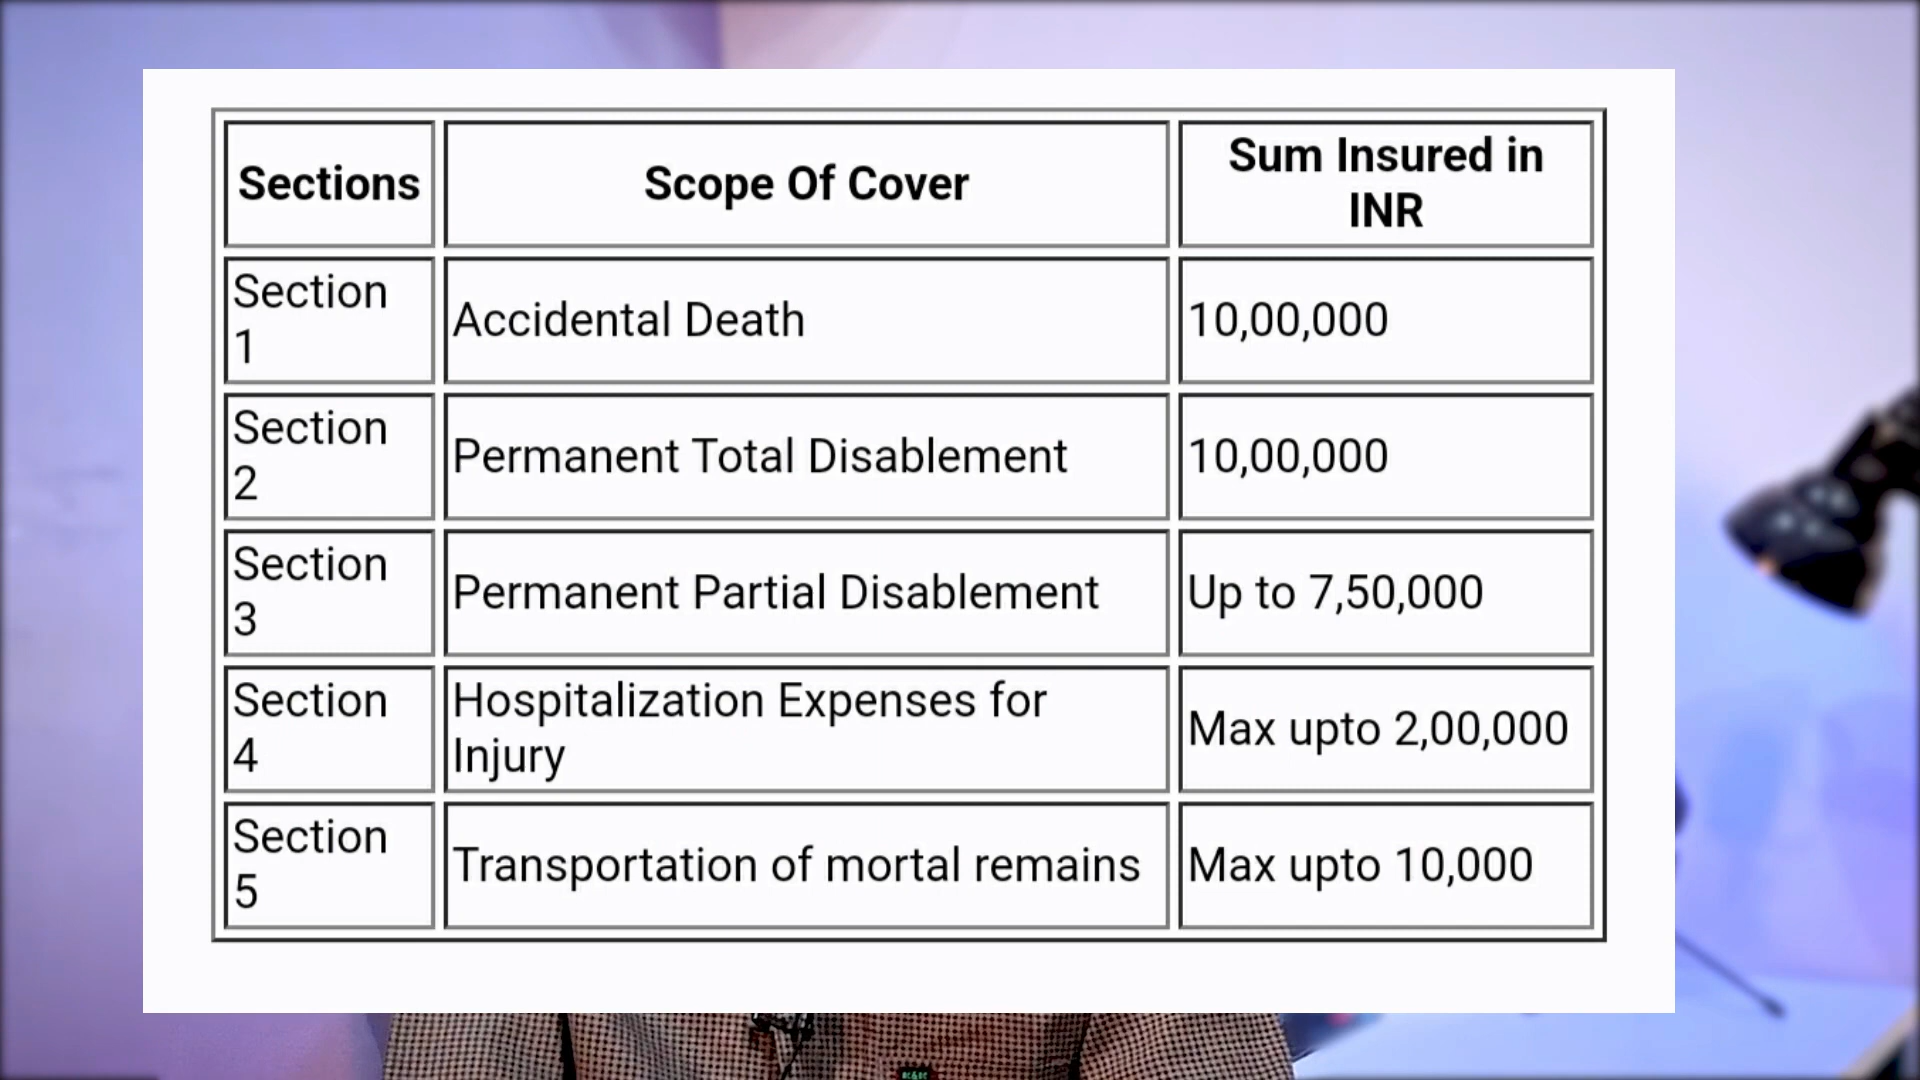 Sections
Scope Of Cover
Sum Insured in
INR
Section
1
Accidental Death
10,00,000
Section
2
Permanent Total Disablement
10,00,000
Section
3
Permanent Partial Disablement
Up to 7,50,000
Section
4
Hospitalization Expenses for
Injury
Max upto 2,00,000
Section
5
Transportation of mortal remains
Max upto 10,000